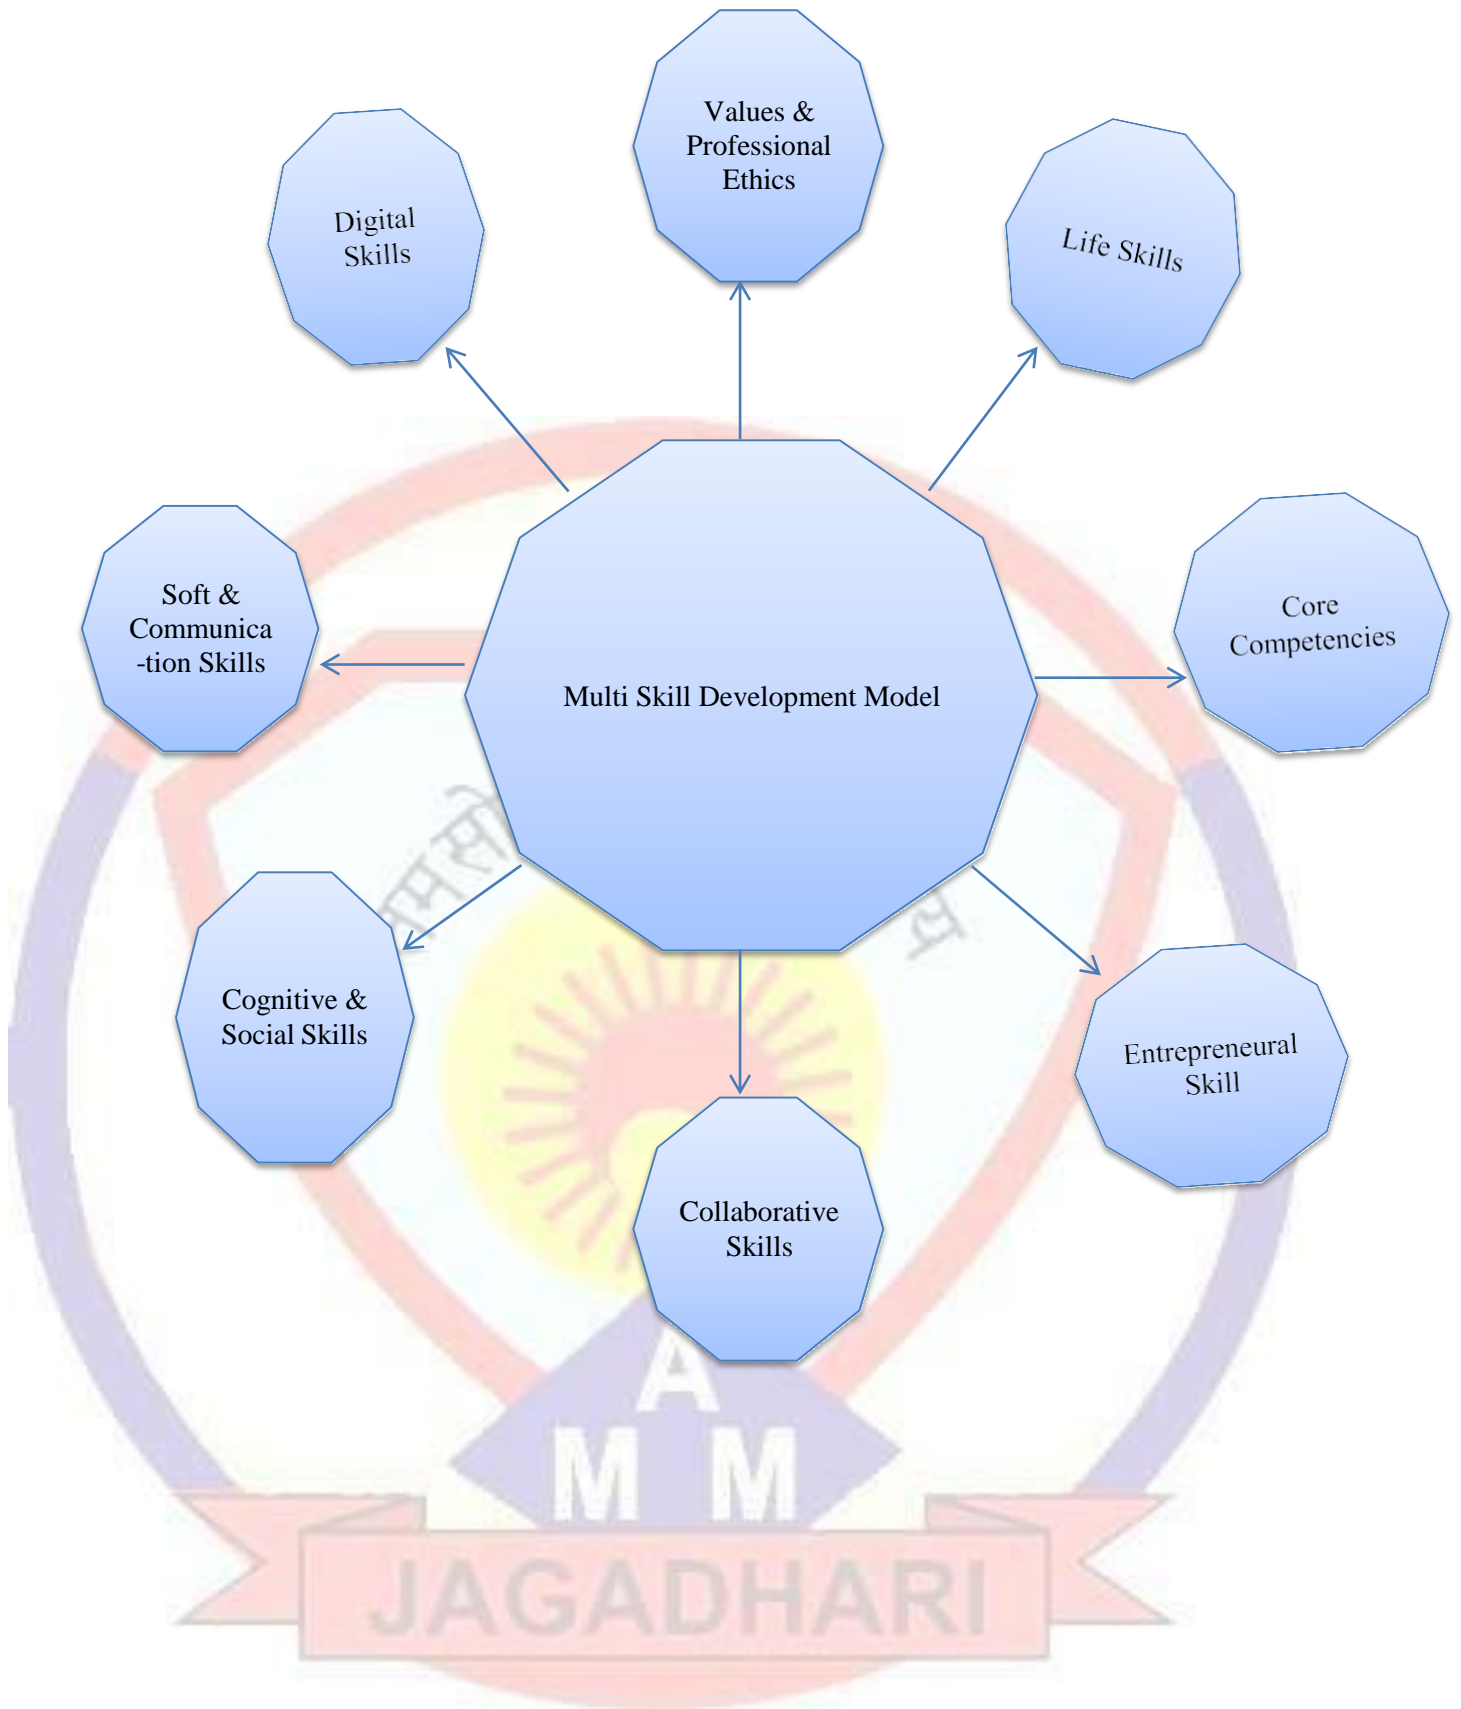 Values &
Professional
Ethics
Digital
Skills
Life Skills
Soft &
Communica
-tion Skills
Core
Competencies
Multi Skill Development Model
Cognitive &
Social Skills
Entrepreneural
Skill
Collaborative
Skills
A
M M
JAGADHARI